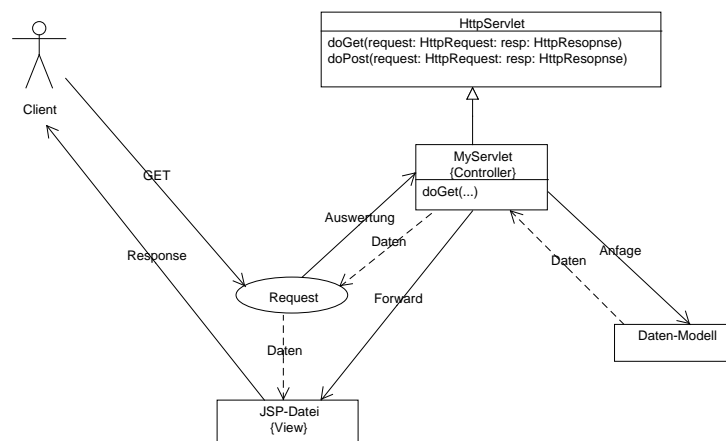 HttpServlet
doGet(request: HttpRequest: resp: HttpResopnse)
doPost(request: HttpRequest: resp: HttpResopnse)
Client
MyServlet
{Controller}
doGet(...)
GET
Auswertung
Daten
Response
Anfage
Daten
Request
Forward
Daten-Modell
Daten
JSP-Datei
{View}